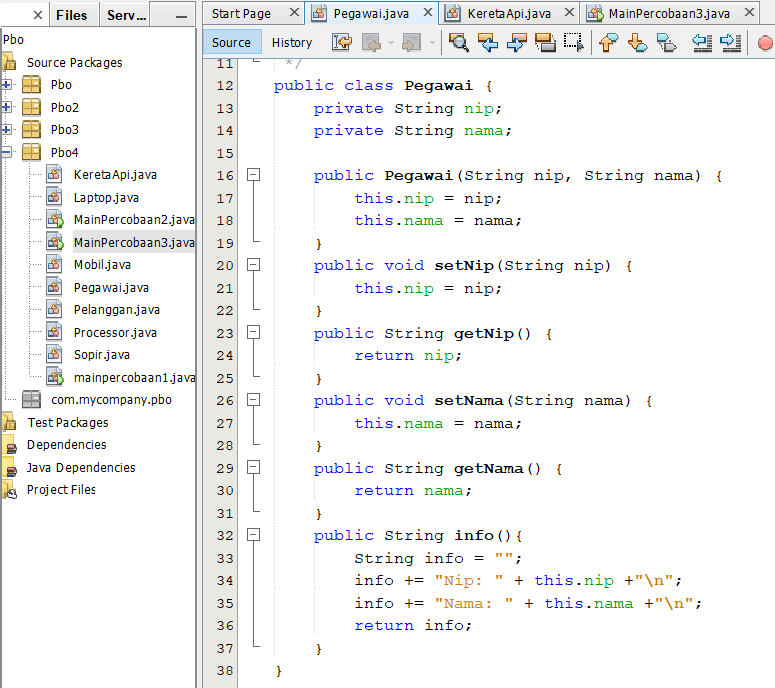 Files
Serv...
Pbo
Source Packages
Pbo
Pbo2
Pbo3
Pbo4
KeretaApi.java
Laptop.java
MainPercobaan2.java
MainPercobaan3.java
Mobil.java
Pegawai.java
Pelanggan.java
Processor.java
Sopir.java
mainpercobaan1.java
com.mycompany.pbo
Test Packages
Dependencies
Java Dependencies
Project Files
Start Page
Pegawai.java
KeretaApi.java
MainPercobaan3.java
Source
History
11 */
12 public class Pegawai {
13 private String nip;
14 private String nama;
15
16 public Pegawai(String nip, String nama) {
17 this.nip = nip;
18 this.nama = nama;
19 }
20 public void setNip(String nip) {
21 this.nip = nip;
22 }
23 public String getNip() {
24 return nip;
25 }
26 public void setNama(String nama) {
27 this.nama = nama;
28 }
29 public String getNama() {
30 return nama;
31 }
32 public String info(){
33 String info = "";
34 info += "Nip: " + this.nip +"\n";
35 info += "Nama: " + this.nama +"\n";
36 return info;
37 }
38 }